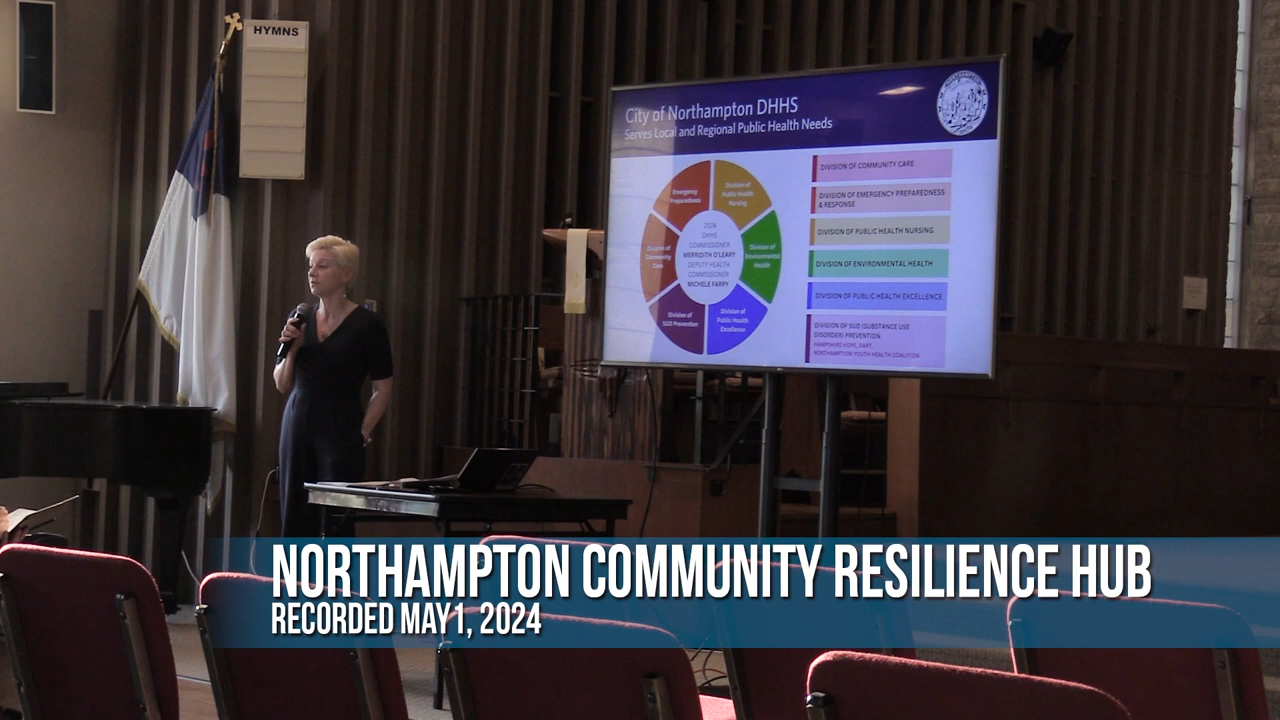 HYMNS
City of Northampton DHHS
Serves Local and Regional Public Health Needs
NORTHAMPTON
Emergency
Preparedness
Division of
Public Health
Nursing
Division of
Community
Care
2024
DHHS
COMMISSIONER
MERRIDITH O'LEARY
DEPUTY HEALTH
COMMISSIONER
MICHELE FARRY
Division of
Environmental
Health
Division of
SUD Prevention
Division of
Public Health
Excellence
DIVISION OF COMMUNITY CARE
DIVISION OF EMERGENCY PREPAREDNESS
& RESPONSE
DIVISION OF PUBLIC HEALTH NURSING
DIVISION OF ENVIRONMENTAL HEALTH
DIVISION OF PUBLIC HEALTH EXCELLENCE
DIVISION OF SUD (SUBSTANCE USE
DISORDER) PREVENTION
HAMPSHIRE HOPE, DART,
NORTHAMPTON YOUTH HEALTH COALITION
NORTHAMPTON COMMUNITY RESILIENCE HUB
RECORDED MAY 1, 2024